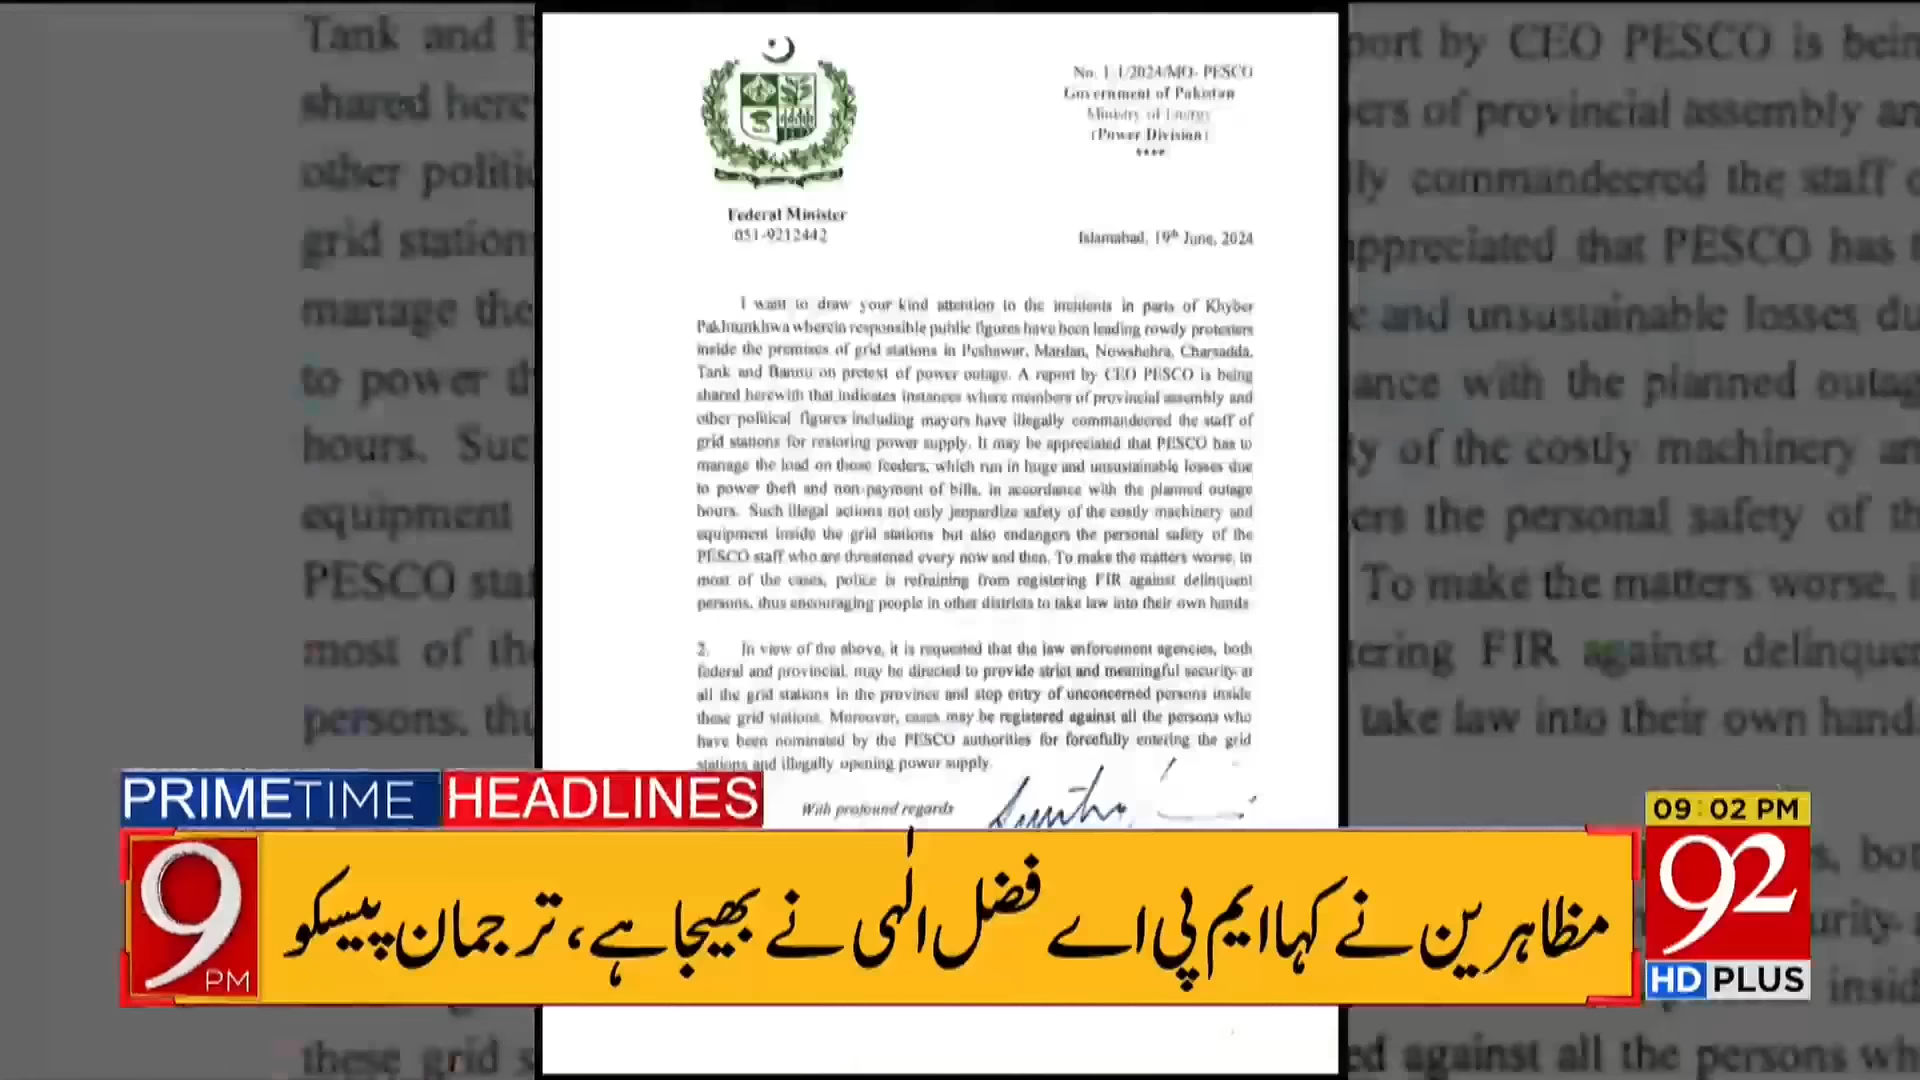 No. 1 1/2024/MO- PESCO
Government of Pakistan
Ministry of Energy
(Power Division)
****
Federal Minister
051-9212442
Islamabad, 19th June, 2024
I want to draw your kind attention to the incidents in parts of Khyber
Pakhtunkhwa wherein responsible public figures have been leading rowdy protesters
inside the premises of grid stations in Peshawar, Mardan, Nowshehra, Charsadda,
Tank and Bannu on pretext of power outage. A report by CEO PESCO is being
shared herewith that indicates instances where members of provincial assembly and
other political figures including mayors have illegally commandeered the staff of
grid stations for restoring power supply. It may be appreciated that PESCO has to
manage the load on those feeders, which run in huge and unsustainable losses due
to power theft and non-payment of bills, in accordance with the planned outage
hours. Such illegal actions not only jeopardize safety of the costly machinery and
equipment inside the grid stations but also endangers the personal safety of the
PESCO staff who are threatened every now and then. To make the matters worse, in
most of the cases, police is refraining from registering FIR against delinquent
persons, thus encouraging people in other districts to take law into their own hands
2. In view of the above, it is requested that the law enforcement agencies, both
federal and provincial, may be directed to provide strict and meaningful security at
all the grid stations in the province and stop entry of unconcerned persons inside
these grid stations. Moreover, cases may be registered against all the persons who
have been nominated by the PESCO authorities for forcefully entering the grid
stations and illegally opening power supply.
With profound regards
PRIMETIME HEADLINES
09:02 PM
9 PM
مظاہرین نے کہا ایم پی اے فضل الٰہی نے بھیجا ہے، ترجمان پیسکو
92
HD PLUS